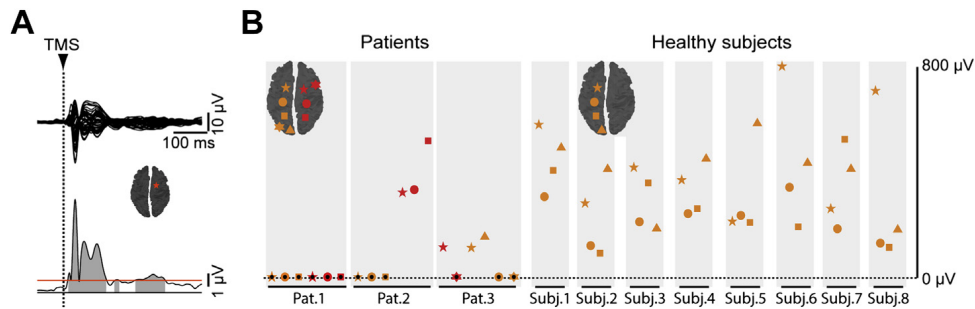 A
TMS
10 µV
100 ms
1 µV
B
Patients
Healthy subjects
800 µV
0 µV
Pat.1
Pat.2
Pat.3
Subj.1
Subj.2
Subj.3
Subj.4
Subj.5
Subj.6
Subj.7
Subj.8